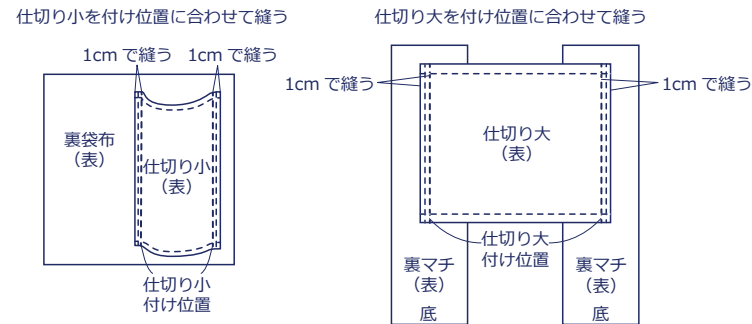 仕切り小を付け位置に合わせて縫う
1cm で縫う 1cm で縫う
裏袋布
（表）
仕切り小
（表）
仕切り小
付け位置
仕切り大を付け位置に合わせて縫う
1cm で縫う
1cm で縫う
仕切り大
（表）
仕切り大
付け位置
裏マチ
（表）
底
裏マチ
（表）
底